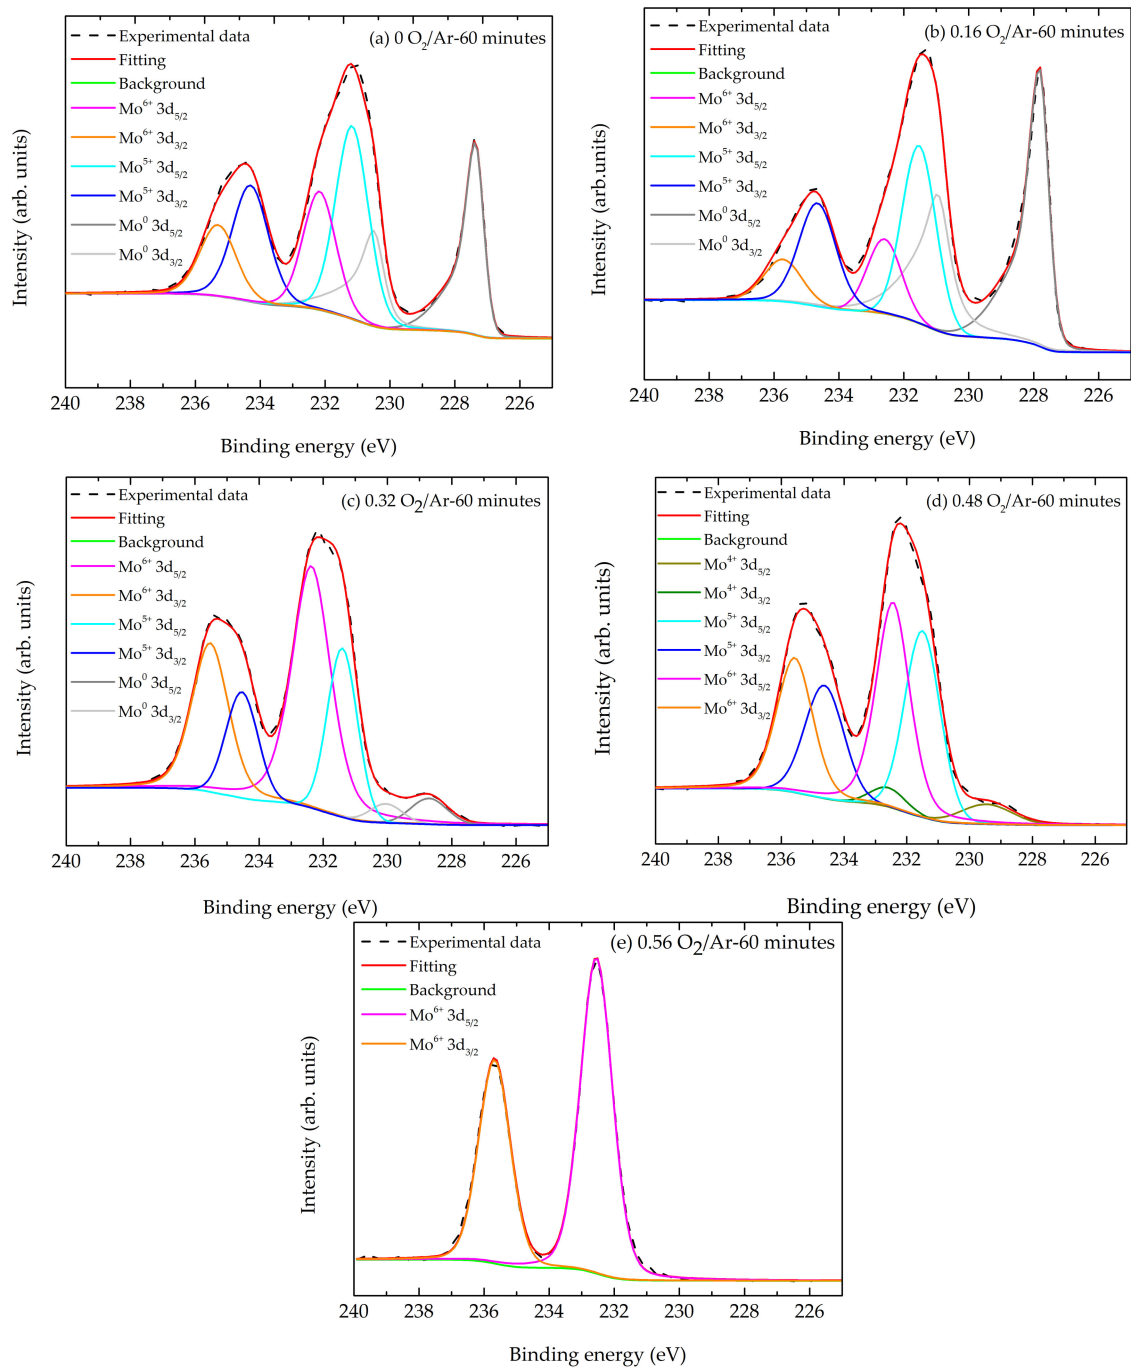 (a) 0 O₂/Ar-60 minutes
Experimental data
Fitting
Background
Mo⁶⁺ 3d₅/₂
Mo⁶⁺ 3d₃/₂
Mo⁵⁺ 3d₅/₂
Mo⁵⁺ 3d₃/₂
Mo⁰ 3d₅/₂
Mo⁰ 3d₃/₂
Intensity (arb. units)
240 238 236 234 232 230 228 226
Binding energy (eV)
(b) 0.16 O₂/Ar-60 minutes
Experimental data
Fitting
Background
Mo⁶⁺ 3d₅/₂
Mo⁶⁺ 3d₃/₂
Mo⁵⁺ 3d₅/₂
Mo⁵⁺ 3d₃/₂
Mo⁰ 3d₅/₂
Mo⁰ 3d₃/₂
Intensity (arb.units)
240 238 236 234 232 230 228 226
Binding energy (eV)
(c) 0.32 O₂/Ar-60 minutes
Experimental data
Fitting
Background
Mo⁶⁺ 3d₅/₂
Mo⁶⁺ 3d₃/₂
Mo⁵⁺ 3d₅/₂
Mo⁵⁺ 3d₃/₂
Mo⁰ 3d₅/₂
Mo⁰ 3d₃/₂
Intensity (arb. units)
240 238 236 234 232 230 228 226
Binding energy (eV)
(d) 0.48 O₂/Ar-60 minutes
Experimental data
Fitting
Background
Mo⁴⁺ 3d₅/₂
Mo⁴⁺ 3d₃/₂
Mo⁵⁺ 3d₅/₂
Mo⁵⁺ 3d₃/₂
Mo⁶⁺ 3d₅/₂
Mo⁶⁺ 3d₃/₂
Intensity (arb. units)
240 238 236 234 232 230 228 226
Binding energy (eV)
(e) 0.56 O₂/Ar-60 minutes
Experimental data
Fitting
Background
Mo⁶⁺ 3d₅/₂
Mo⁶⁺ 3d₃/₂
Intensity (arb. units)
240 238 236 234 232 230 228 226
Binding energy (eV)